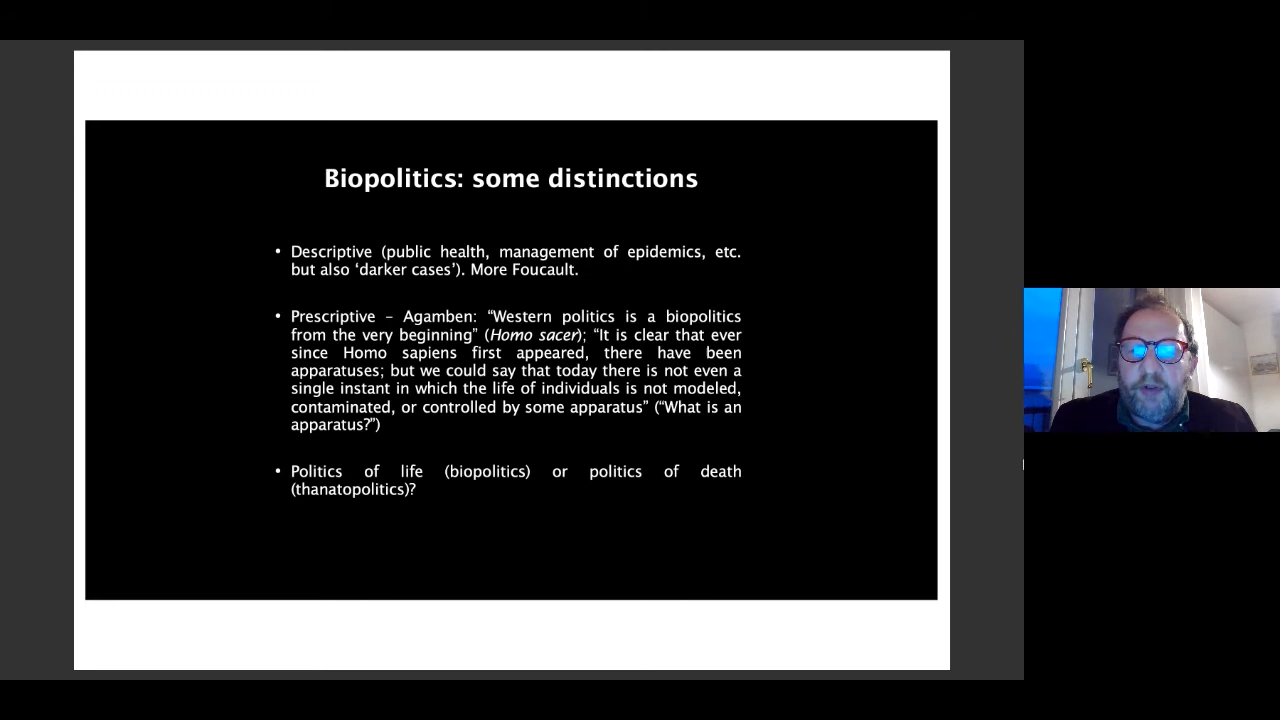 Biopolitics: some distinctions
• Descriptive (public health, management of epidemics, etc.
but also ‘darker cases’). More Foucault.
• Prescriptive – Agamben: “Western politics is a biopolitics
from the very beginning” (Homo sacer); “It is clear that ever
since Homo sapiens first appeared, there have been
apparatuses; but we could say that today there is not even a
single instant in which the life of individuals is not modeled,
contaminated, or controlled by some apparatus” (“What is an
apparatus?”)
• Politics of life (biopolitics) or politics of death
(thanatopolitics)?